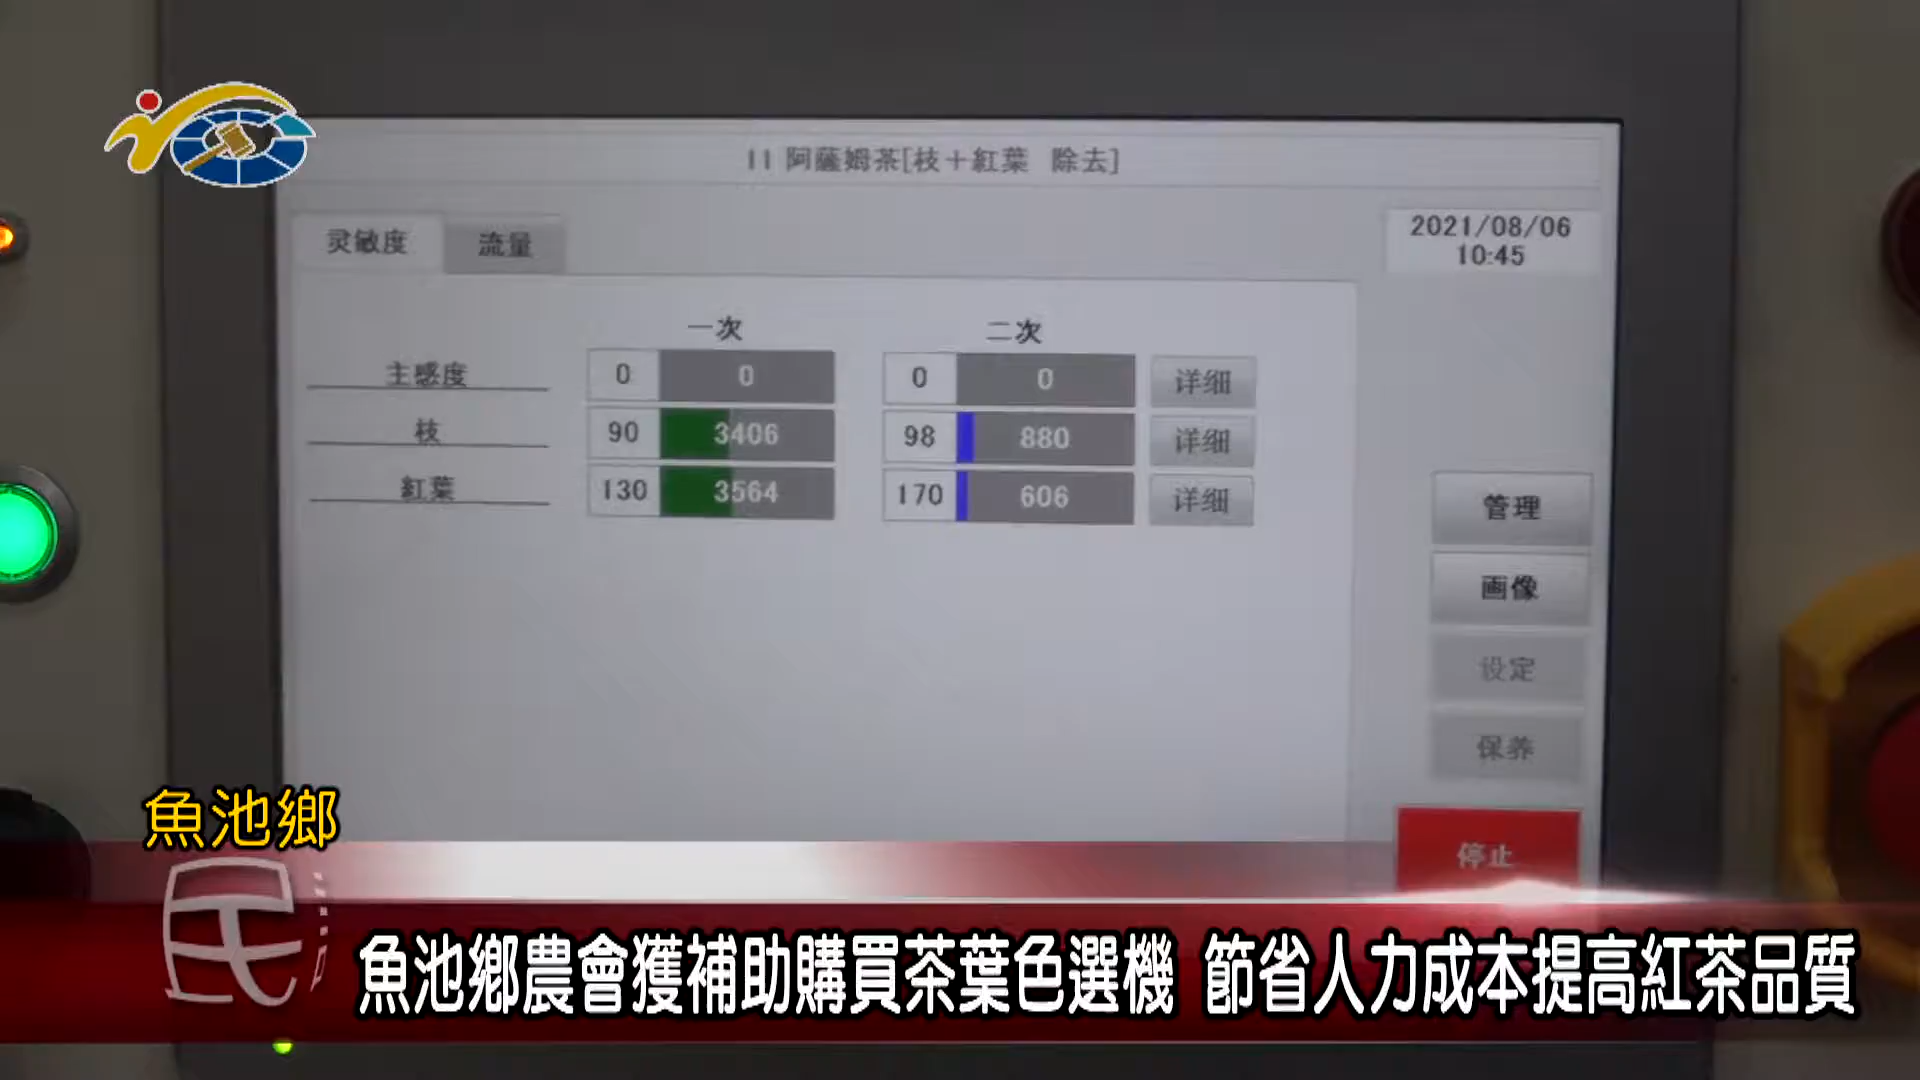 11 阿薩姆茶[枝＋紅葉 除去]
灵敏度 流量
2021/08/06
10:45
一次 二次
主感度 0 0 0 0 详细
枝 90 3406 98 880 详细
紅葉 130 3564 170 606 详细
管理
画像
设定
保养
停止
魚池鄉
民
魚池鄉農會獲補助購買茶葉色選機 節省人力成本提高紅茶品質